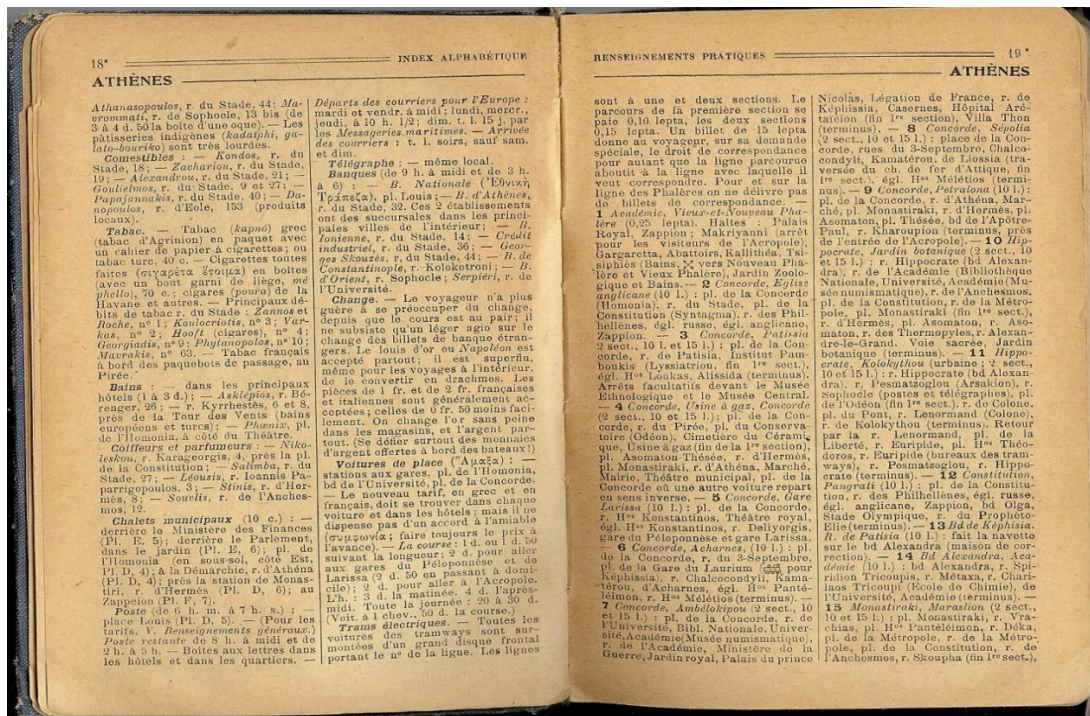 18*
INDEX ALPHABÉTIQUE
ATHÈNES
Athanasopoulos, r. du Stade, 44; Ma-
vrommati, r. de Sophocle, 13 bis (de
3 à 4 d. 50 la boîte d'une oque). — Les
pâtisseries indigènes (kadaïphi, ga-
lato-bouriko) sont très lourdes.
Comestibles : — Kondos, r. du
Stade, 18; — Zachariou, r. du Stade,
19; — Alexandrou, r. du Stade, 21; —
Goulielmos, r. du Stade, 9 et 27; —
Papajannakis, r. du Stade, 40; — Da-
nopoulos, r. d'Eole, 153 (produits
locaux).
Tabac. — Tabac (kapno) grec
(tabac d'Agrinion) en paquet avec
un cahier de papier à cigarettes; ou
tabac turc, 40 c. — Cigarettes toutes
faites (σιγαρέτα ἕτοιμα) en boîtes
(avec un bout garni de liège, mé
phello), 70 c.; cigares (poura) de la
Havane et autres. — Principaux dé-
bits de tabac r. du Stade : Zannos et
Roche, nº 1; Koulocriotis, nº 3; Var-
kas, nº 2; Hooft (cigares), nº 4;
Georgiadis, nº 9; Phytanopolos, nº 10;
Mavrakis, nº 63. — Tabac français
à bord des paquebots de passage, au
Pirée.
Bains : — dans les principaux
hôtels (1 à 3 d.); — Asklépios, r. Bé-
renger, 26; — r. Kyrrhestès, 6 et 8,
près de la Tour des Vents (bains
européens et turcs); — Phœnix, pl.
de l'Homonia, à côté du Théâtre.
Coiffeurs et parfumeurs : — Niko-
leskou, r. Karageorgis, 4, près la pl.
de la Constitution; — Salimba, r. du
Stade, 27; — Léousis, r. Ioannis Pa-
parrigopoulos, 3; — Stinis, r. d'Her-
mès, 8; — Souvlis, r. de l'Anches-
mos, 12.
Chalets municipaux (10 c.) : —
derrière le Ministère des Finances
(Pl. E, 5); derrière le Parlement,
dans le jardin (Pl. E, 6); pl. de
l'Homonia (en sous-sol, côté Est,
Pl. D, 4); à la Démarchie, r. d'Athéna
(Pl. D, 4); près la station de Monas-
tiri, r. d'Hermès (Pl. D, 6); au
Zappeion (Pl. F, 7).
Poste (de 6 h. m. à 7 h. s.) : —
place Louis (Pl. D, 5). — (Pour les
tarifs, V. Renseignements généraux.)
Poste restante de 8 h. à midi et de
2 h. à 5 h. — Boîtes aux lettres dans
les hôtels et dans les quartiers. —
Départs des courriers pour l'Europe :
mardi et vendr. à midi; lundi, mercr.,
jeudi, à 10 h. 1/2; dim. t. 1. 15 j. par
les Messageries maritimes. — Arrivée
des courriers : t. l. soirs, sauf sam.
et dim.
Télégraphe : — même local.
Banques (de 9 h. à midi et de 3 h.
à 6) : — B. Nationale (Ἐθνικὴ
Τράπεζα), pl. Louis; — B. d'Athènes,
r. du Stade, 32. Ces 2 établissements
ont des succursales dans les princi-
pales villes de l'intérieur; — B.
Ionienne, r. du Stade, 14; — Crédit
industriel, r. du Stade, 36; — Geor-
ges Skouzès, r. du Stade, 44; — B. de
Constantinople, r. Kolokotroni; — B.
d'Orient, r. Sophocle; Serpiéri, r. de
l'Université.
Change. — Le voyageur n'a plus
guère à se préoccuper du change,
depuis que le cours est au pair; il
ne subsiste qu'un léger agio sur le
change des billets de banque étran-
gers. Le louis d'or ou Napoléon est
accepté partout; il est superflu,
même pour les voyages à l'intérieur,
de le convertir en drachmes. Les
pièces de 1 fr. et de 2 fr. françaises
et italiennes sont généralement ac-
ceptées; celles de 0 fr. 50 moins faci-
lement. On change l'or sans peine
dans les magasins, et l'argent par-
tout. (Se défier surtout des monnaies
d'argent offertes à bord des bateaux!)
Voitures de place (Ἄμαξα) : —
stations aux gares, pl. de l'Homonia,
bd de l'Université, pl. de la Concorde.
— Le nouveau tarif, en grec et en
français, doit se trouver dans chaque
voiture et dans les hôtels; mais il ne
dispense pas d'un accord à l'amiable
(συμφωνία; faire toujours le prix à
l'avance). — La course : 1 d. ou 1 d. 50
suivant la longueur; 2 d. pour aller
aux gares du Péloponnèse et de
Larissa (2 d. 50 en passant à domi-
cile); 2 d. pour aller à l'Acropole.
L'h. : 3 d. la matinée. 4 d. l'après-
midi. Toute la journée : 20 à 30 d.
(Voit. à 1 chev., 50 d. la course.)
Trams électriques. — Toutes les
voitures des tramways sont sur-
montées d'un grand disque frontal
portant le nº de la ligne. Les lignes
RENSEIGNEMENTS PRATIQUES
19*
ATHÈNES
sont à une et deux sections. Le
parcours de la première section se
paie 0,10 lepta, les deux sections
0,15 lepta. Un billet de 15 lepta
donne au voyageur, sur sa demande
spéciale, le droit de correspondance
pour autant que la ligne parcourue
aboutit à la ligne avec laquelle il
veut correspondre. Pour et sur la
ligne des Phalères on ne délivre pas
de billets de correspondance. —
1 Académie, Vieux-et-Nouveau Pha-
lère (0,25 lepta). Haltes : Palais
Royal, Zappion; Makriyanni (arrêt
pour les visiteurs de l'Acropole),
Gargaretta, Abattoirs, Kallithéa, Tsi-
siphiès (Bains, vers Nouveau Pha-
lère et Vieux Phalère), Jardin Zoolo-
gique et Bains. — 2 Concorde, Eglise
anglicane (10 l.) : pl. de la Concorde
(Homonia), r. du Stade, pl. de la
Constitution (Syntagma), r. des Phil-
hellènes, égl. russe, égl. anglicane,
Zappion. — 3 Concorde, Patisia
(2 sect., 10 l. et 15 l.) : pl. de la Con-
corde, r. de Patisia, Institut Pam-
boukis (Lyssiatrion, fin 1re sect.),
égl. Hos Lonkas, Alissida (terminus).
Arrêts facultatifs devant le Musée
Ethnologique et le Musée Central.
— 4 Concorde, Usine à gaz, Concorde
(2 sect., 10 et 15 l.) : pl. de la Con-
corde, r. du Pirée, pl. du Conserva-
toire (Odéon), Cimetière du Cérami-
que, Usine à gaz (fin de la 1re section),
pl. Asomaton-Thésée, r. d'Hermès,
pl. Monastiraki, r. d'Athéna, Marché,
Mairie, Théâtre municipal, pl. de la
Concorde où une autre voiture repart
en sens inverse. — 5 Concorde, Gare
Larissa (10 l.) : pl. de la Concorde,
r. Hos Konstantinos, Théâtre royal,
égl. Hos Konstantinos, r. Deliyorgis,
gare du Péloponnèse et gare Larissa.
— 6 Concorde, Acharnes, (10 l.) : pl.
de la Concorde, r. du 3-Septembre,
pl. de la Gare du Laurium ( pour
Képhissia), r. Chalcocondyli, Kama-
térou, d'Acharnes, égl. Hos Panté-
léimon, r. Hos Mélétios (terminus). —
7 Concorde, Ambélokipou (2 sect., 10
et 15 l.) : pl. de la Concorde, r. de
l'Université, Bibl. Nationale, Univer-
sité, Académie (Musée numismatique),
r. de l'Académie, Ministère de la
Guerre, Jardin royal, Palais du prince
Nicolas, Légation de France, r. de
Képhissia, Casernes, Hôpital Aré-
taïeion (fin 1re section), Villa Thon
(terminus). — 8 Concorde, Sépolia
(2 sect., 10 et 15 l.) : place de la Con-
corde, rues du 3-Septembre, Chalco-
condyli, Kamatérou, de Liossia (tra-
versée du ch. de fer d'Attique, fin
1re sect.), égl. Hos Mélétios (termi-
nus). — 9 Concorde, Petralona (10 l.) :
pl. de la Concorde, r. d'Athéna, Mar-
ché, pl. Monastiraki, r. d'Hermès, pl.
Asomaton, pl. Thésée, bd de l'Apôtre
Paul, r. Kharoupion (terminus, près
de l'entrée de l'Acropole). — 10 Hip-
pocrate, Jardin botanique (2 sect., 10
et 15 l.) : r. Hippocrate (bd Alexan-
dra), r. de l'Académie (Bibliothèque
Nationale, Université, Académie (Mu-
sée numismatique), r. de l'Anchesmos,
pl. de la Constitution, r. de la Métro-
pole, pl. Monastiraki (fin 1re sect.),
r. d'Hermès, pl. Asomaton, r. Aso-
maton, r. des Thermopyles, r. Alexan-
dre-le-Grand. Voie sacrée, Jardin
botanique (terminus). — 11 Hippo-
crate, Kolokythou (urbaine; 2 sect.,
10 et 15 l.) : r. Hippocrate (bd Alexan-
dra), r. Pesmatzoglou (Arsakion), r.
Sophocle (postes et télégraphes), pl.
de l'Odéon (fin 1re sect.). r. de Colone,
pl. du Pont, r. Lenormand (Colone),
r. de Kolokythou (terminus). Retour
par la r. Lenormand, pl. de la
Liberté, r. Euripide, pl. Hos Théo-
doros, r. Euripide (bureaux des tram-
ways), r. Pesmatzoglou, r. Hippo-
crate (terminus). — 12 Constitution,
Pangrati (10 l.) : pl. de la Constitu-
tion, r. des Philhellènes, égl. russe,
égl. anglicane, Zappion, bd Olga,
Stade Olympique, r. du Prophète-
Elie (terminus). — 13 Bd de Képhisia.
R. de Patisia (10 l.) : fait la navette
sur le bd Alexandra (maison de cor-
rection). — 14 Bd Alexandra, Aca-
démie (10 l.) : bd Alexandra, r. Spi-
ridion Tricoupis, r. Métaxa, r. Chari-
laos Tricoupi (Ecole de Chimie), de
l'Université, Académie (terminus). —
15 Monastiraki, Maraslion (2 sect.,
10 et 15 l.) : pl. Monastiraki, r. Vra-
chias, pl. Hos Pantéléimon, r. Déka,
pl. de la Métropole, r. de la Métro-
pole, pl. de la Constitution, r. de
l'Anchesmos, r. Skoupha (fin 1re sect.),